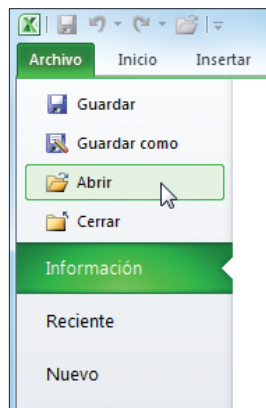 Archivo Inicio Insertar
Guardar
Guardar como
Abrir
Cerrar
Información
Reciente
Nuevo